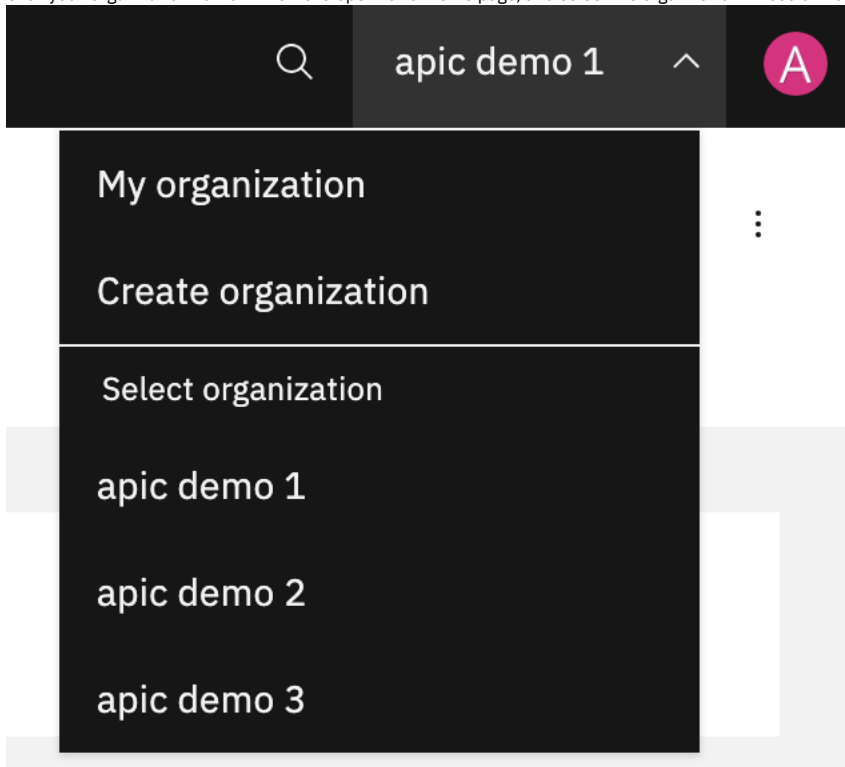 apic demo 1
A
My organization
Create organization
Select organization
apic demo 1
apic demo 2
apic demo 3